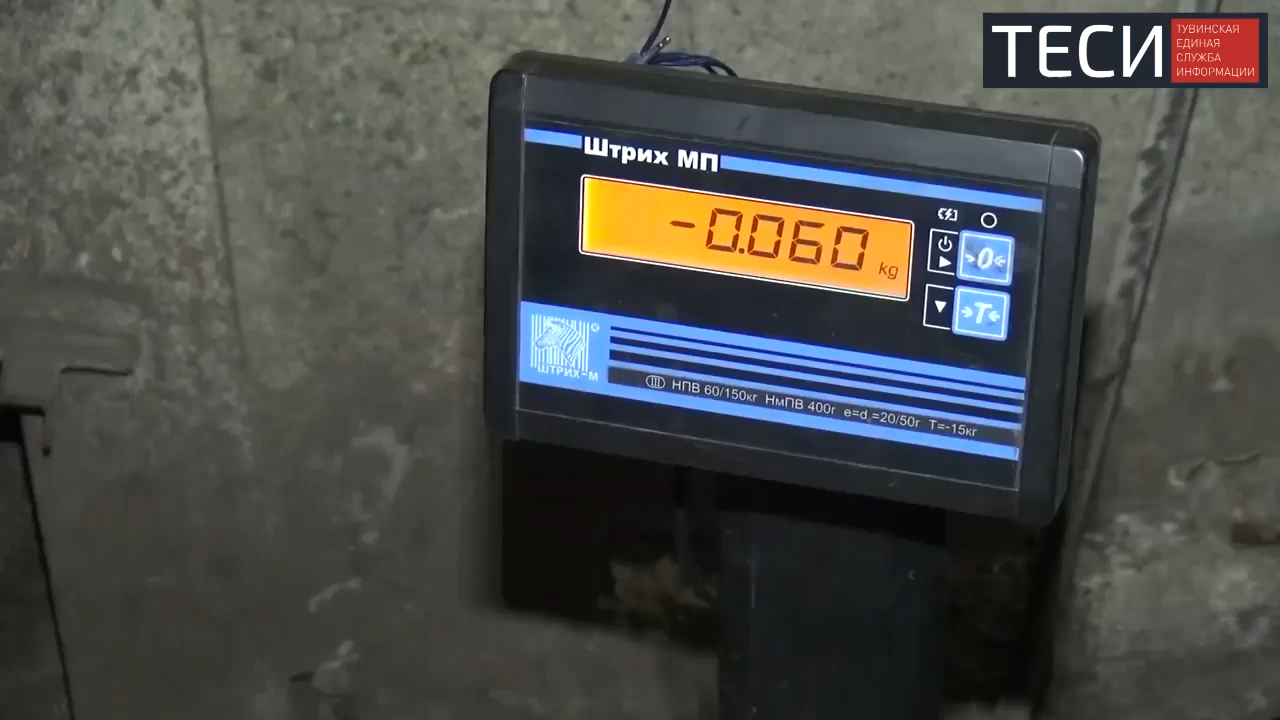 ТЕСИ
ТУВИНСКАЯ
ЕДИНАЯ
СЛУЖБА
ИНФОРМАЦИИ
Штрих МП
-0.060 kg
→0←
→T←
ШТРИХ-М
НПВ 60/150кг НмПВ 400г e=d,=20/50г T=-15кг